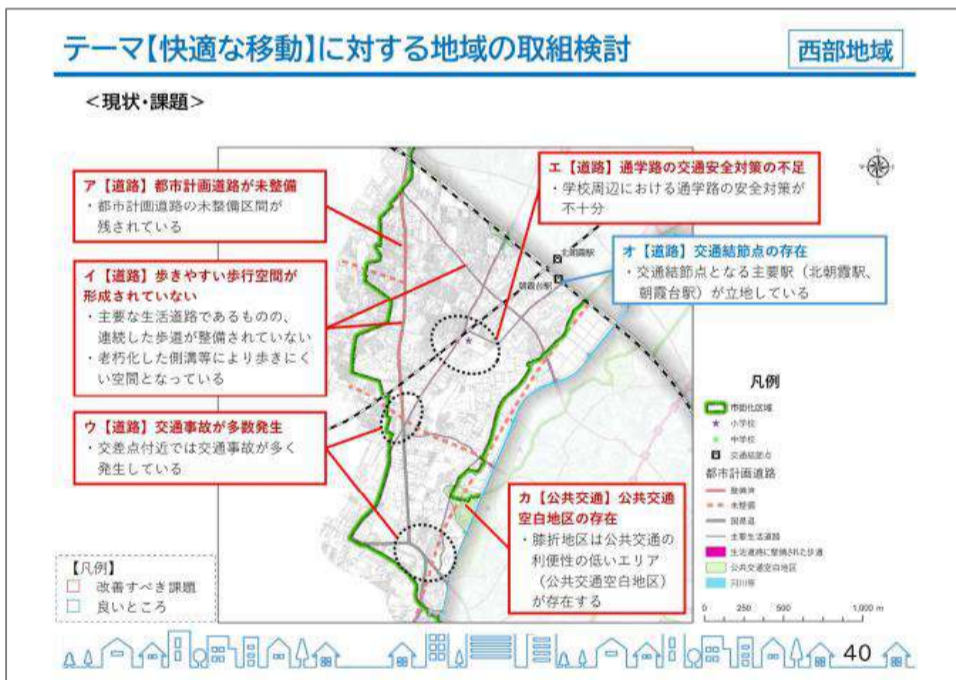 テーマ【快適な移動】に対する地域の取組検討
西部地域
＜現状・課題＞
ア【道路】都市計画道路が未整備
・都市計画道路の未整備区間が
残されている
イ【道路】歩きやすい歩行空間が
形成されていない
・主要な生活道路であるものの、
連続した歩道が整備されていない
・老朽化した側溝等により歩きにく
い空間となっている
ウ【道路】交通事故が多数発生
・交差点付近では交通事故が多く
発生している
エ【道路】通学路の交通安全対策の不足
・学校周辺における通学路の安全対策が
不十分
オ【道路】交通結節点の存在
・交通結節点となる主要駅（北朝霞駅、
朝霞台駅）が立地している
カ【公共交通】公共交通
空白地区の存在
・膝折地区は公共交通の
利便性の低いエリア
（公共交通空白地区）
が存在する
北朝霞駅
朝霞台駅
凡例
市街化区域
小学校
中学校
交通結節点
都市計画道路
整備済
未整備
国県道
主要生活道路
生活道路に整備された歩道
公共交通空白地区
河川等
0 250 500 1,000 m
【凡例】
改善すべき課題
良いところ
40